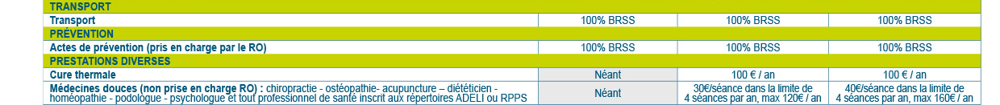 TRANSPORT
Transport 100% BRSS 100% BRSS 100% BRSS
PRÉVENTION
Actes de prévention (pris en charge par le RO) 100% BRSS 100% BRSS 100% BRSS
PRESTATIONS DIVERSES
Cure thermale Néant 100 € / an 100 € / an
Médecines douces (non prise en charge RO) : chiropractie - ostéopathie- acupuncture – diététicien -
homéopathie - podologue - psychologue et tout professionnel de santé inscrit aux répertoires ADELI ou RPPS
Néant
30€/séance dans la limite de
4 séances par an, max 120€ / an
40€/séance dans la limite de
4 séances par an, max 160€ / an